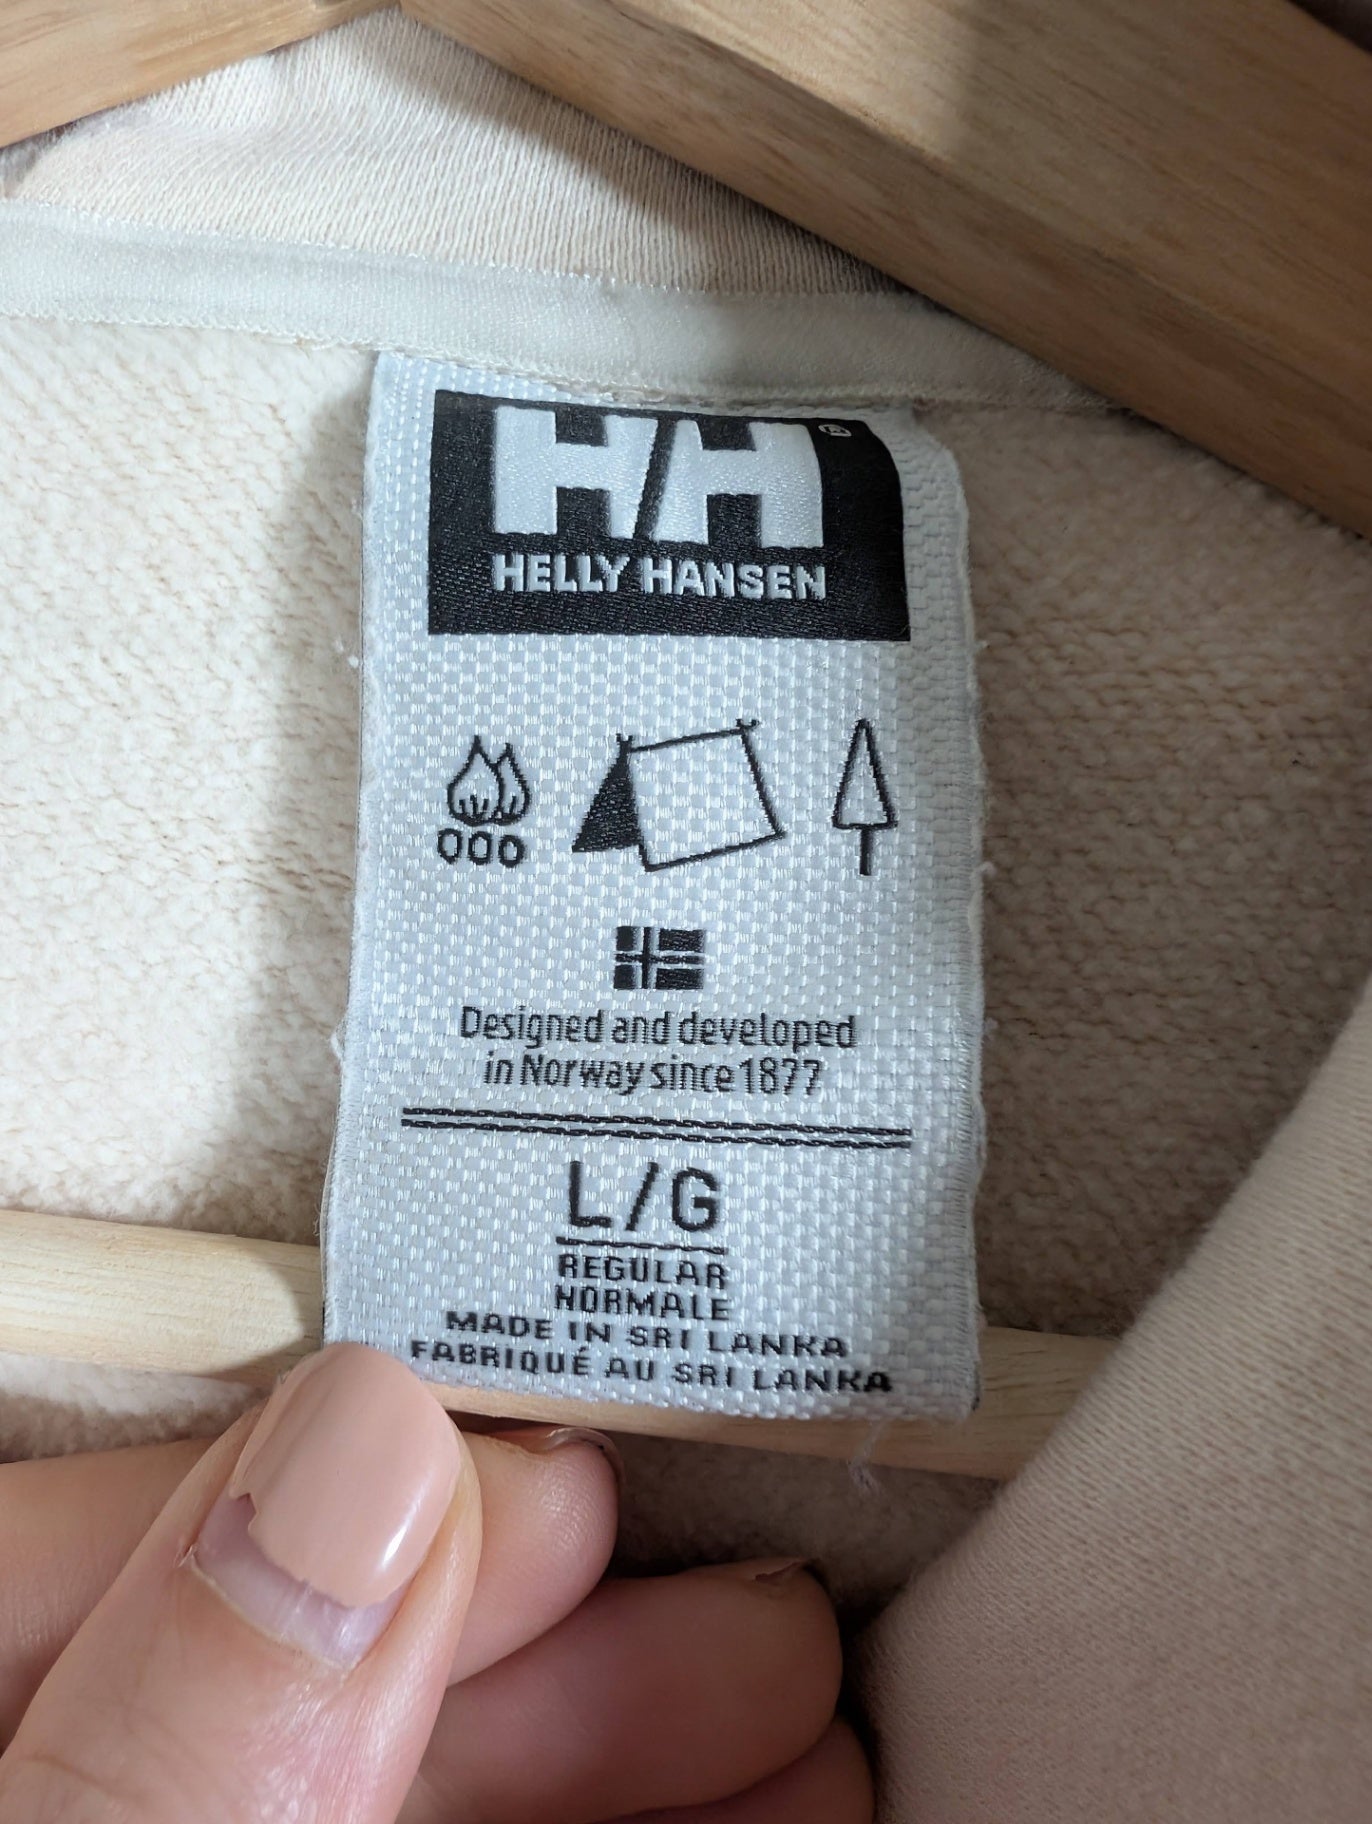 HH®
HELLY HANSEN
Designed and developed
in Norway since 1877
L/G
REGULAR
NORMALE
MADE IN SRI LANKA
FABRIQUÉ AU SRI LANKA